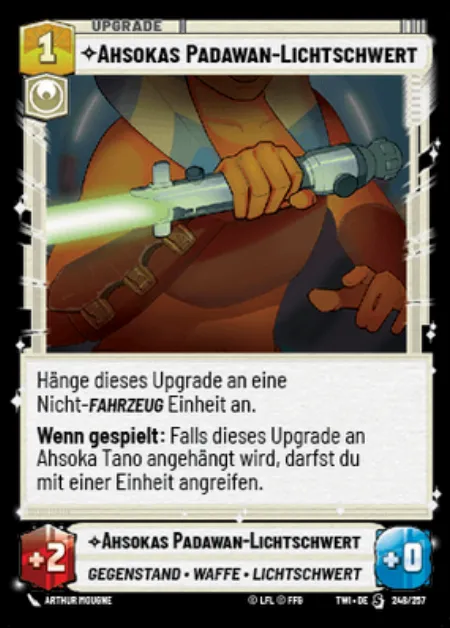 UPGRADE
1
✧AHSOKAS PADAWAN-LICHTSCHWERT
Hänge dieses Upgrade an eine
Nicht-FAHRZEUG Einheit an.
Wenn gespielt: Falls dieses Upgrade an
Ahsoka Tano angehängt wird, darfst du
mit einer Einheit angreifen.
+2
✧AHSOKAS PADAWAN-LICHTSCHWERT
+0
GEGENSTAND • WAFFE • LICHTSCHWERT
ARTHUR MOUGNE
© LFL © FFG
TWI • DE
246/257